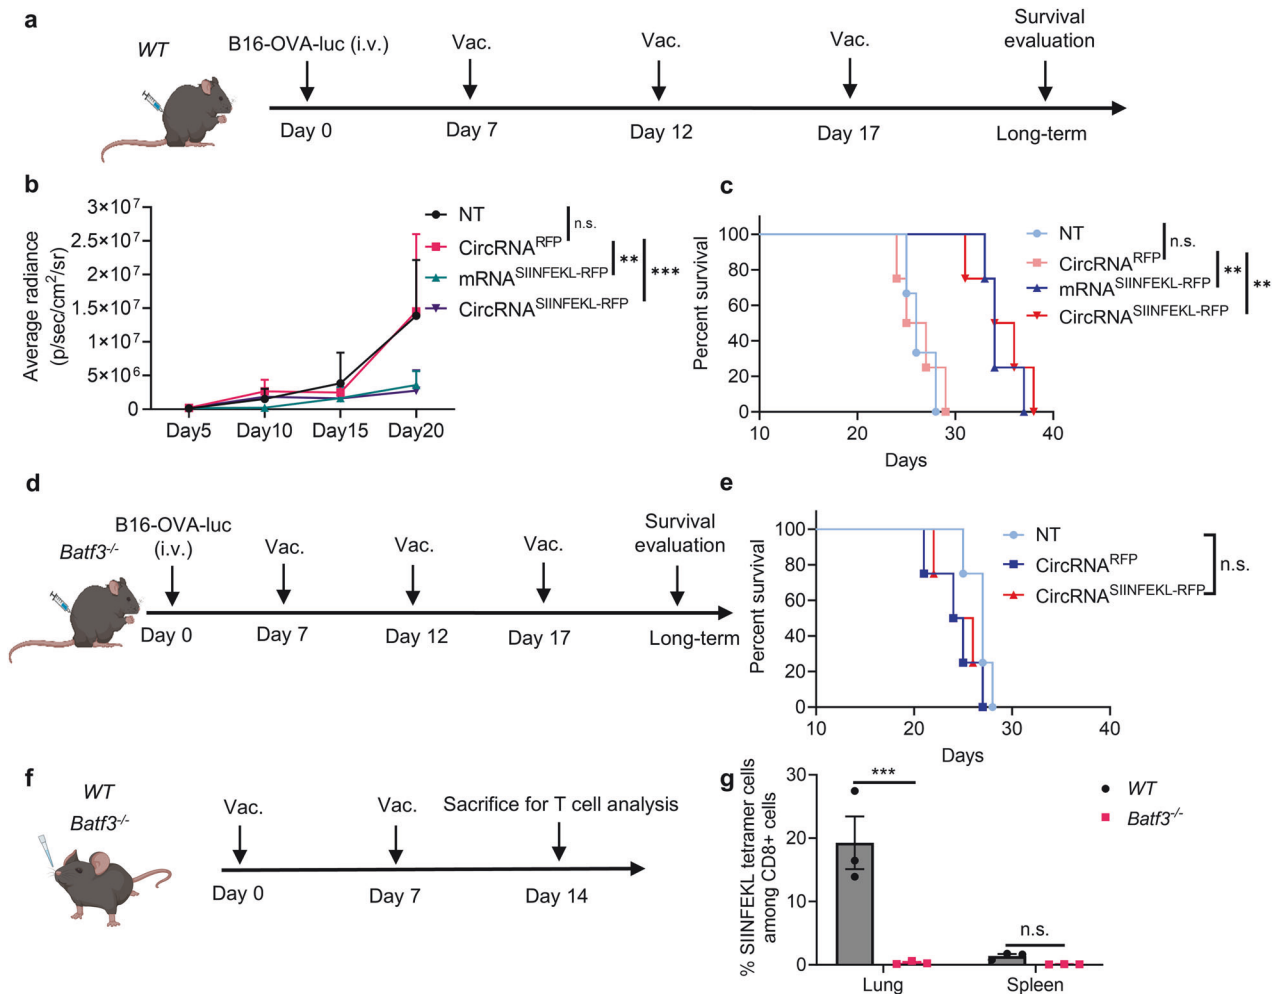 a
WT
B16-OVA-luc (i.v.)
Vac.
Vac.
Vac.
Survival
evaluation
Day 0
Day 7
Day 12
Day 17
Long-term
b
Average radiance
(p/sec/cm²/sr)
3×10⁷
2.5×10⁷
2×10⁷
1.5×10⁷
1×10⁷
5×10⁶
0
Day5
Day10
Day15
Day20
NT
CircRNA^RFP
mRNA^SIINFEKL-RFP
CircRNA^SIINFEKL-RFP
n.s.
**
***
c
Percent survival
100
80
60
40
20
0
10
20
30
40
Days
NT
CircRNA^RFP
mRNA^SIINFEKL-RFP
CircRNA^SIINFEKL-RFP
n.s.
**
**
d
Batf3-/-
B16-OVA-luc
(i.v.)
Vac.
Vac.
Vac.
Survival
evaluation
Day 0
Day 7
Day 12
Day 17
Long-term
e
Percent survival
100
80
60
40
20
0
10
20
30
40
Days
NT
CircRNA^RFP
CircRNA^SIINFEKL-RFP
n.s.
f
WT
Batf3-/-
Vac.
Vac.
Sacrifice for T cell analysis
Day 0
Day 7
Day 14
g
% SIINFEKL tetramer cells
among CD8+ cells
30
20
10
0
***
n.s.
Lung
Spleen
WT
Batf3-/-